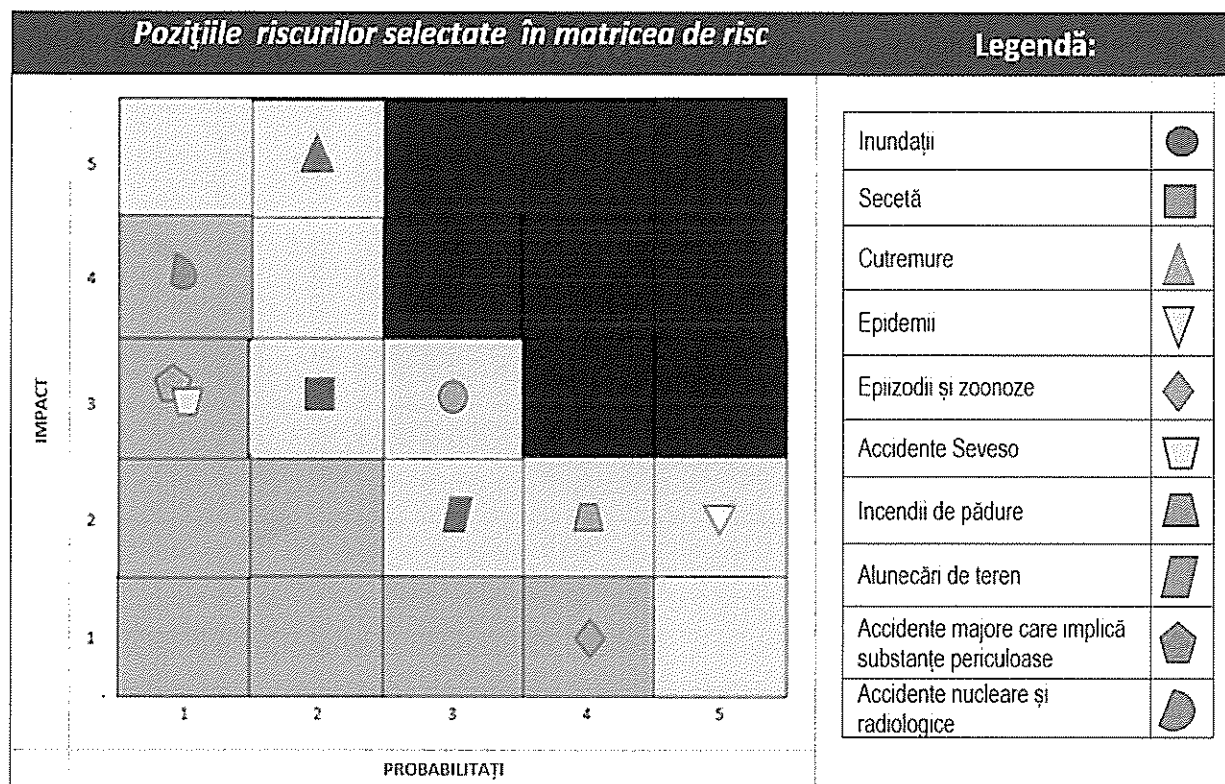 Poziţiile riscurilor selectate în matricea de risc
Legendă:
5
4
3
2
1
IMPACT
1 2 3 4 5
PROBABILITAȚI
Inundații
Secetă
Cutremure
Epidemii
Epiizodii și zoonoze
Accidente Seveso
Incendii de pădure
Alunecări de teren
Accidente majore care implică
substanțe periculoase
Accidente nucleare și
radiologice